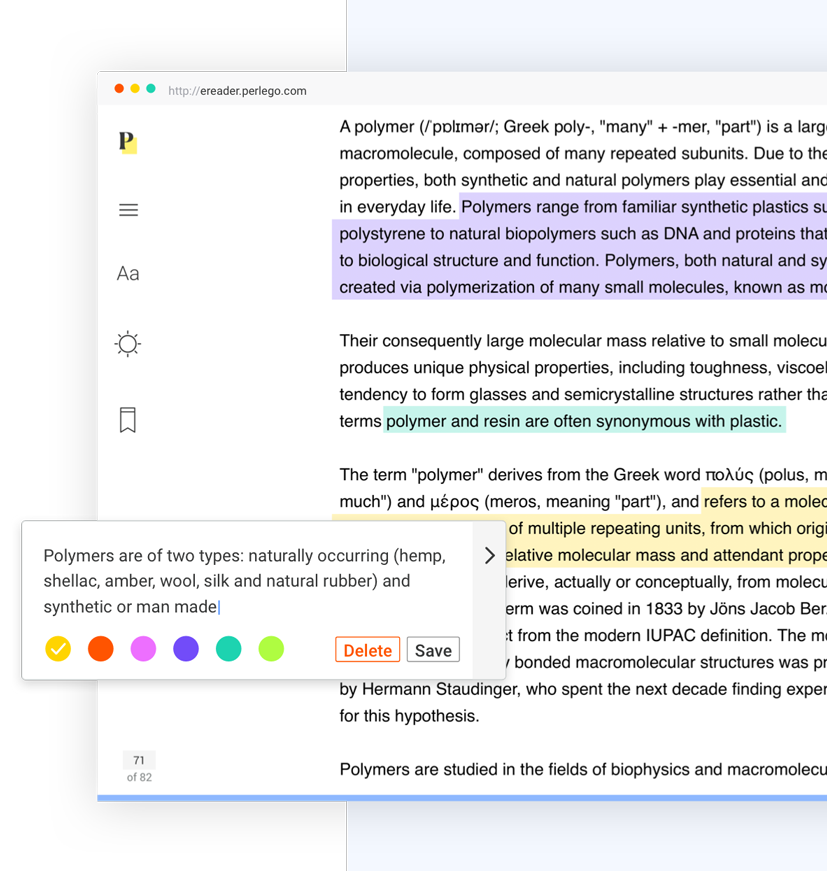 http://ereader.perlego.com
P
Aa
A polymer (/ˈpɒlɪmər/; Greek poly-, "many" + -mer, "part") is a large
macromolecule, composed of many repeated subunits. Due to the
properties, both synthetic and natural polymers play essential and
in everyday life. Polymers range from familiar synthetic plastics su
polystyrene to natural biopolymers such as DNA and proteins that
to biological structure and function. Polymers, both natural and sy
created via polymerization of many small molecules, known as mo
Their consequently large molecular mass relative to small molecu
produces unique physical properties, including toughness, viscoel
tendency to form glasses and semicrystalline structures rather tha
terms polymer and resin are often synonymous with plastic.
The term "polymer" derives from the Greek word πολύς (polus, m
much") and μέρος (meros, meaning "part"), and refers to a molec
of multiple repeating units, from which origi
elative molecular mass and attendant prope
derive, actually or conceptually, from molecu
erm was coined in 1833 by Jöns Jacob Ber
t from the modern IUPAC definition. The mo
y bonded macromolecular structures was pr
by Hermann Staudinger, who spent the next decade finding exper
for this hypothesis.
Polymers are studied in the fields of biophysics and macromolecu
Polymers are of two types: naturally occurring (hemp,
shellac, amber, wool, silk and natural rubber) and
synthetic or man made
Delete Save
71
of 82